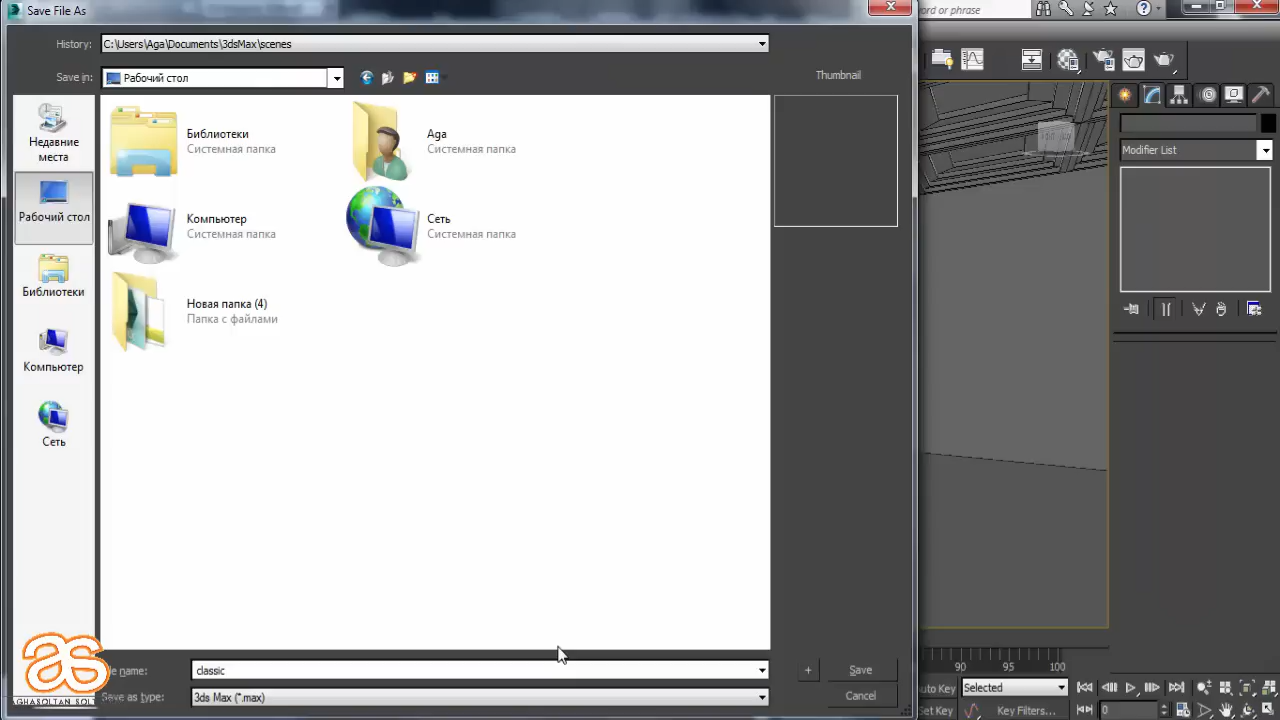 Save File As
or phrase
History: C:\Users\Aga\Documents\3dsMax\scenes
Save in: Рабочий стол
Thumbnail
Недавние
места
Рабочий стол
Библиотеки
Компьютер
Сеть
Библиотеки
Системная папка
Aga
Системная папка
Компьютер
Системная папка
Сеть
Системная папка
Новая папка (4)
Папка с файлами
Modifier List
name: classic
+
Save
Save as type: 3ds Max (*.max)
Cancel
as
AGHASOLTAN SOLT
90
95
100
Auto Key
Selected
Set Key
Key Filters...
0